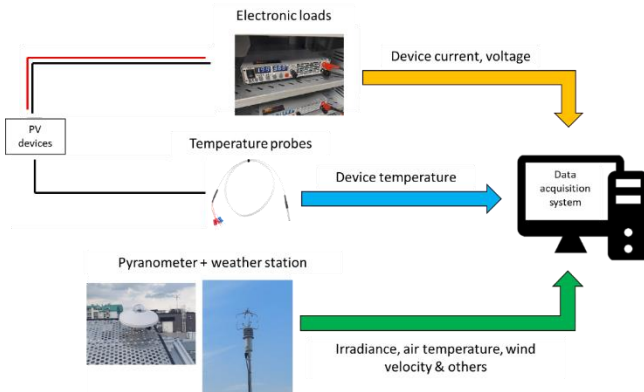 Electronic loads
Device current, voltage
PV
devices
Temperature probes
Device temperature
Data
acquisition
system
Pyranometer + weather station
Irradiance, air temperature, wind
velocity & others